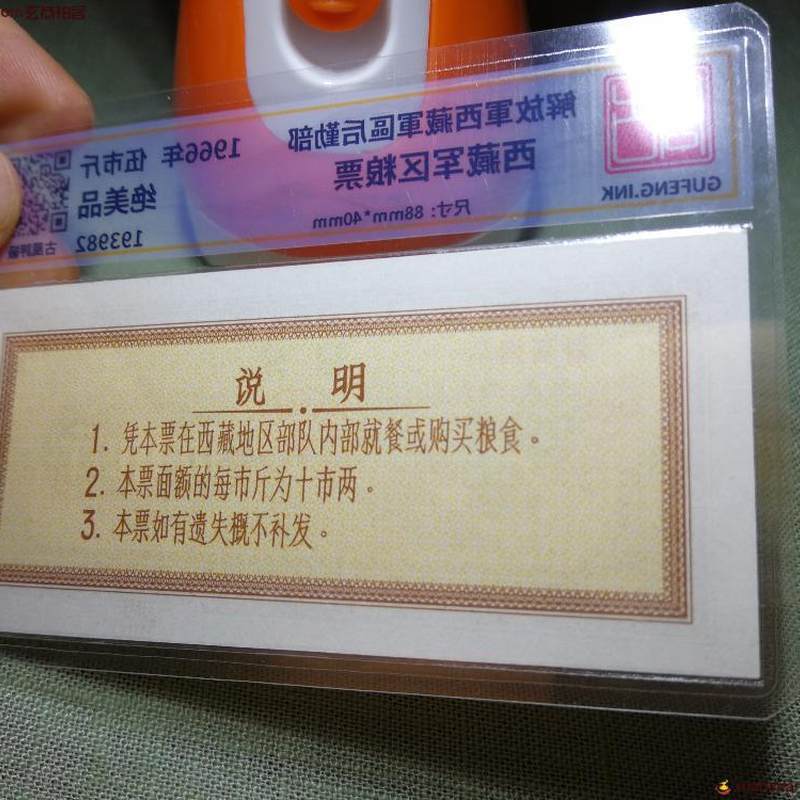 解放軍西藏軍區后勤部
西藏军区粮票
尺寸：88mm*40mm
1966年 伍市斤
绝美品
193982
GUFENG.INK
说 明
1. 凭本票在西藏地区部队内部就餐或购买粮食。
2. 本票面额的每市斤为十市两。
3. 本票如有遗失概不补发。